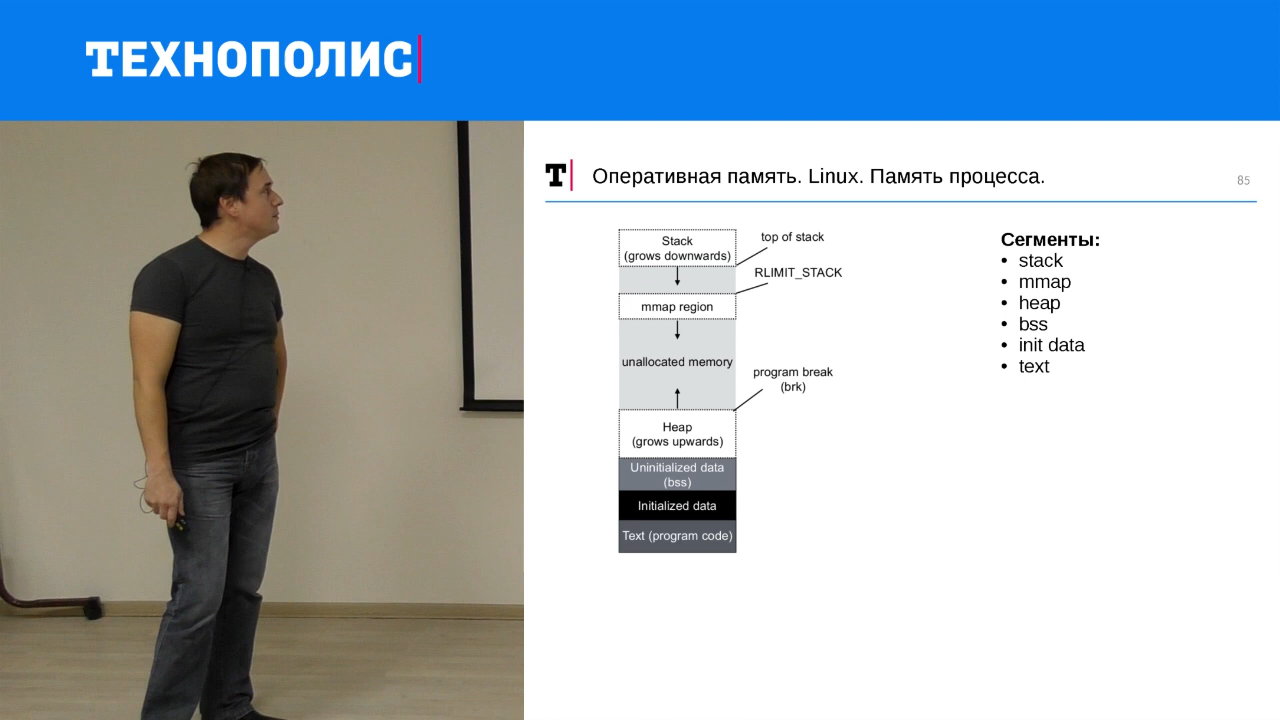 ТЕХНОПОЛИС
Т
Оперативная память. Linux. Память процесса.
85
Stack
(grows downwards)
top of stack
RLIMIT_STACK
mmap region
unallocated memory
program break
(brk)
Heap
(grows upwards)
Uninitialized data
(bss)
Initialized data
Text (program code)
Сегменты:
• stack
• mmap
• heap
• bss
• init data
• text